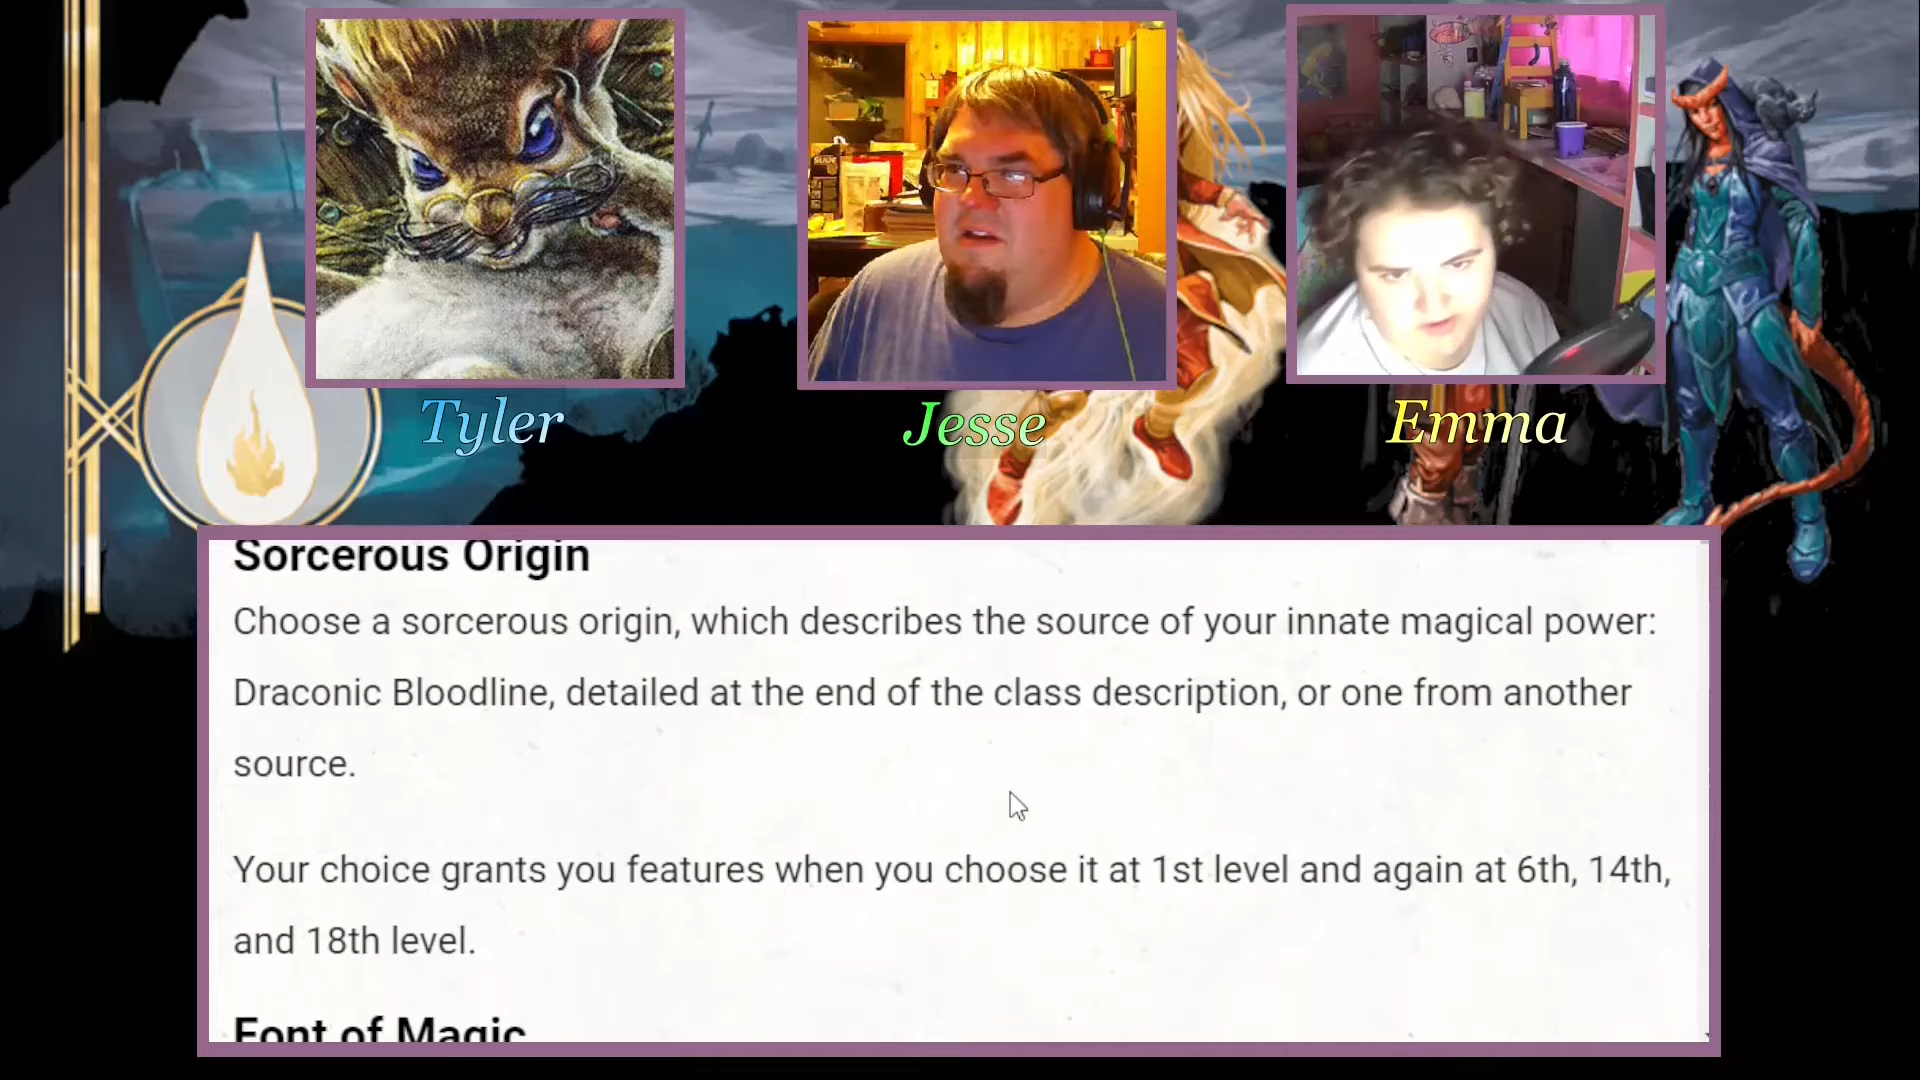 Tyler
Jesse
Emma
Sorcerous Origin
Choose a sorcerous origin, which describes the source of your innate magical power:
Draconic Bloodline, detailed at the end of the class description, or one from another
source.
Your choice grants you features when you choose it at 1st level and again at 6th, 14th,
and 18th level.
Font of Magic